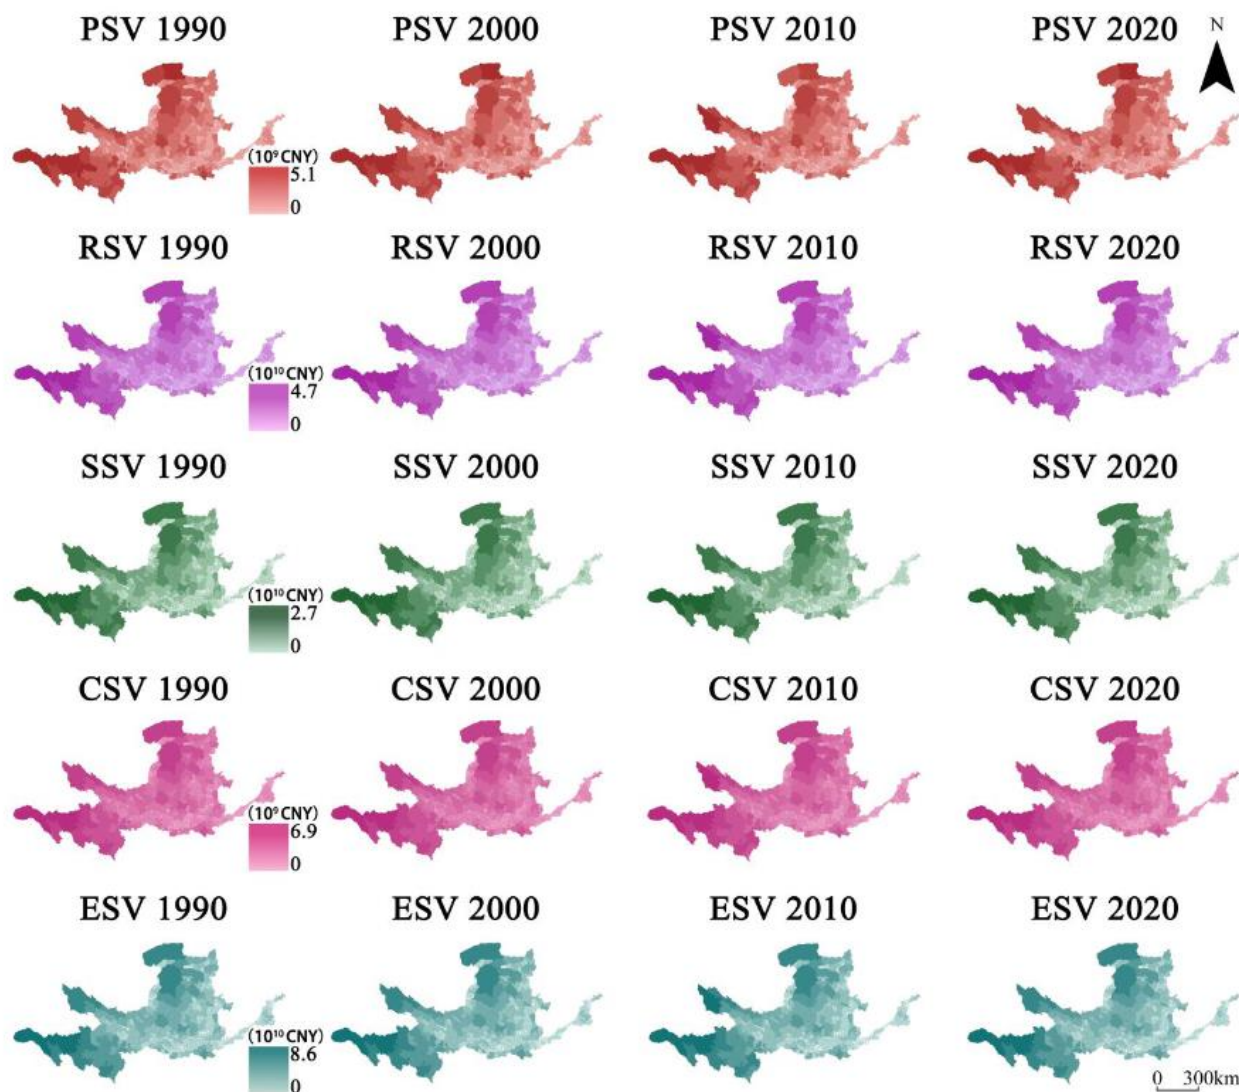 PSV 1990 PSV 2000 PSV 2010 PSV 2020
N
(10⁹ CNY)
5.1
0
RSV 1990 RSV 2000 RSV 2010 RSV 2020
(10¹⁰ CNY)
4.7
0
SSV 1990 SSV 2000 SSV 2010 SSV 2020
(10¹⁰ CNY)
2.7
0
CSV 1990 CSV 2000 CSV 2010 CSV 2020
(10⁹ CNY)
6.9
0
ESV 1990 ESV 2000 ESV 2010 ESV 2020
(10¹⁰ CNY)
8.6
0
0 300km